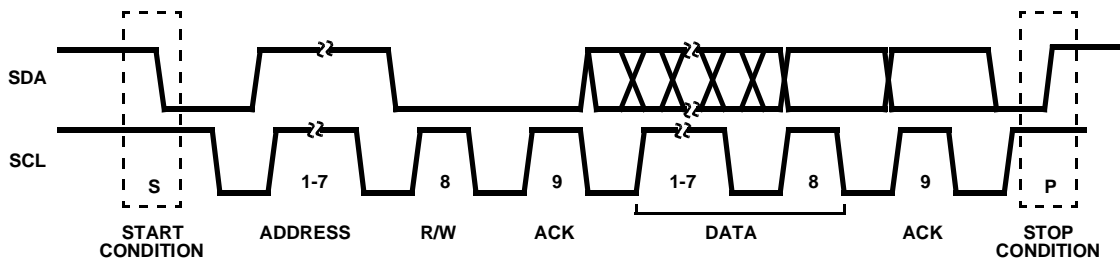 SDA
SCL
S 1-7 8 9 1-7 8 9 P
START CONDITION ADDRESS R/W ACK DATA ACK STOP CONDITION